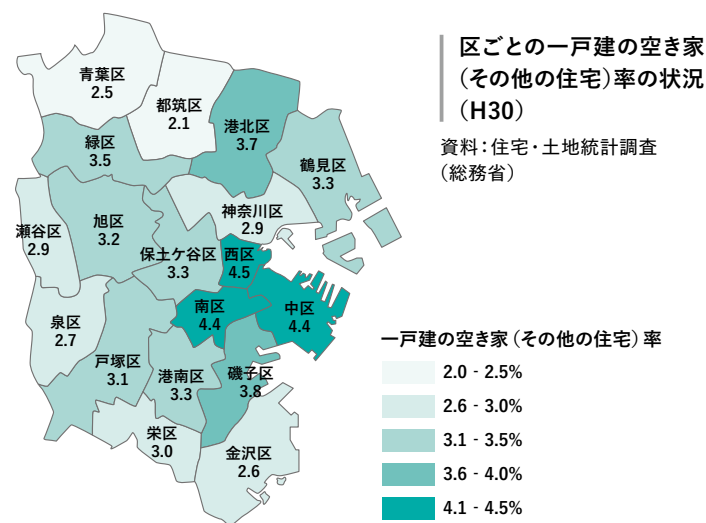 区ごとの一戸建の空き家
(その他の住宅)率の状況
(H30)
資料:住宅・土地統計調査
(総務省)
青葉区
2.5
都筑区
2.1
港北区
3.7
緑区
3.5
鶴見区
3.3
神奈川区
2.9
瀬谷区
2.9
旭区
3.2
保土ケ谷区
3.3
西区
4.5
南区
4.4
中区
4.4
泉区
2.7
戸塚区
3.1
港南区
3.3
磯子区
3.8
栄区
3.0
金沢区
2.6
一戸建の空き家(その他の住宅)率
2.0 - 2.5%
2.6 - 3.0%
3.1 - 3.5%
3.6 - 4.0%
4.1 - 4.5%